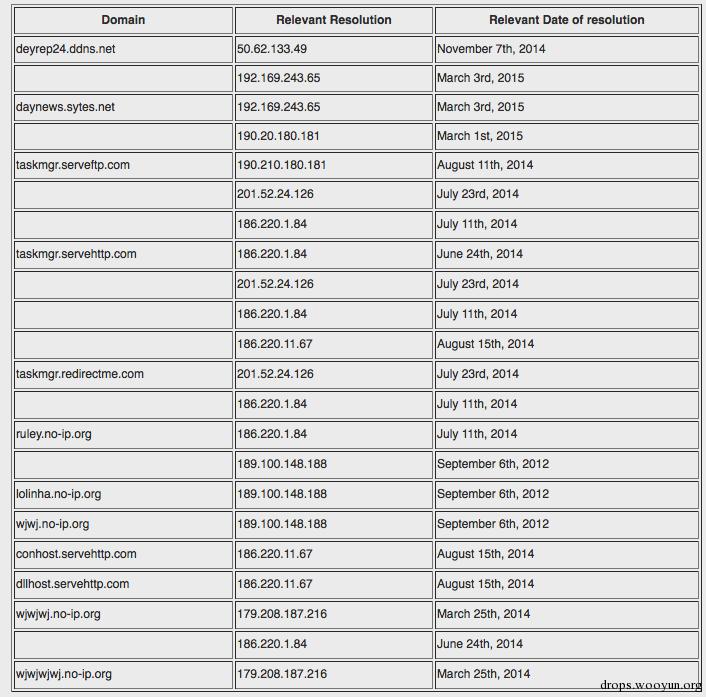 Domain Relevant Resolution Relevant Date of resolution
deyrep24.ddns.net 50.62.133.49 November 7th, 2014
192.169.243.65 March 3rd, 2015
daynews.sytes.net 192.169.243.65 March 3rd, 2015
190.20.180.181 March 1st, 2015
taskmgr.serveftp.com 190.210.180.181 August 11th, 2014
201.52.24.126 July 23rd, 2014
186.220.1.84 July 11th, 2014
taskmgr.servehttp.com 186.220.1.84 June 24th, 2014
201.52.24.126 July 23rd, 2014
186.220.1.84 July 11th, 2014
186.220.11.67 August 15th, 2014
taskmgr.redirectme.com 201.52.24.126 July 23rd, 2014
186.220.1.84 July 11th, 2014
ruley.no-ip.org 186.220.1.84 July 11th, 2014
189.100.148.188 September 6th, 2012
lolinha.no-ip.org 189.100.148.188 September 6th, 2012
wjwj.no-ip.org 189.100.148.188 September 6th, 2012
conhost.servehttp.com 186.220.11.67 August 15th, 2014
dllhost.servehttp.com 186.220.11.67 August 15th, 2014
wjwjwj.no-ip.org 179.208.187.216 March 25th, 2014
186.220.1.84 June 24th, 2014
wjwjwjwj.no-ip.org 179.208.187.216 March 25th, 2014
drops.wooyun.org